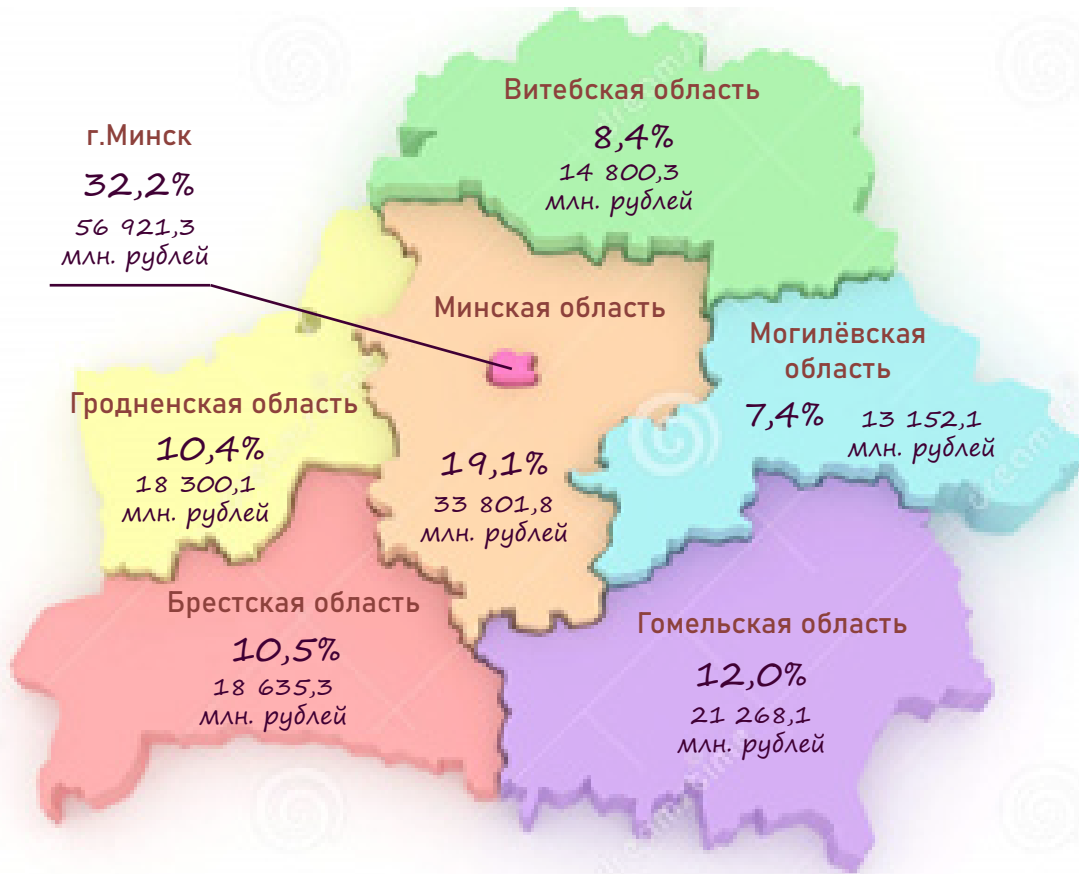 Витебская область
8,4%
14 800,3
млн. рублей
г.Минск
32,2%
56 921,3
млн. рублей
Минская область
19,1%
33 801,8
млн. рублей
Могилёвская
область
7,4%
13 152,1
млн. рублей
Гродненская область
10,4%
18 300,1
млн. рублей
Брестская область
10,5%
18 635,3
млн. рублей
Гомельская область
12,0%
21 268,1
млн. рублей